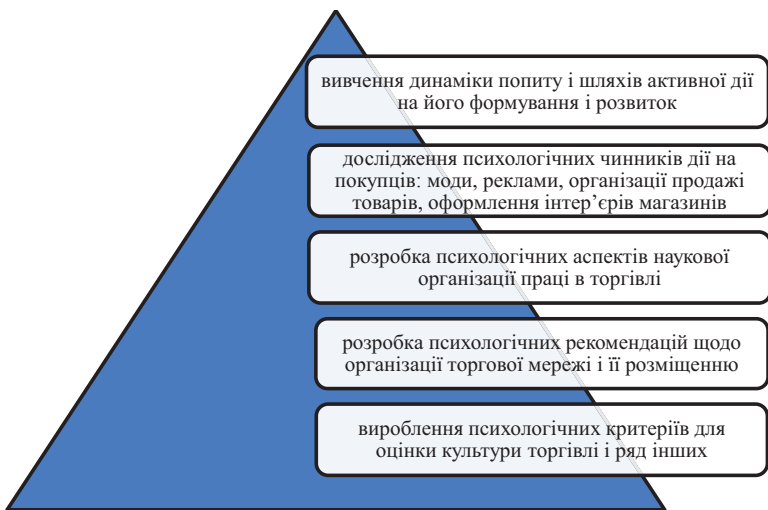 вивчення динаміки попиту і шляхів активної дії
на його формування і розвиток
дослідження психологічних чинників дії на
покупців: моди, реклами, організації продажі
товарів, оформлення інтер’єрів магазинів
розробка психологічних аспектів наукової
організації праці в торгівлі
розробка психологічних рекомендацій щодо
організації торгової мережі і її розміщенню
вироблення психологічних критеріїв для
оцінки культури торгівлі і ряд інших